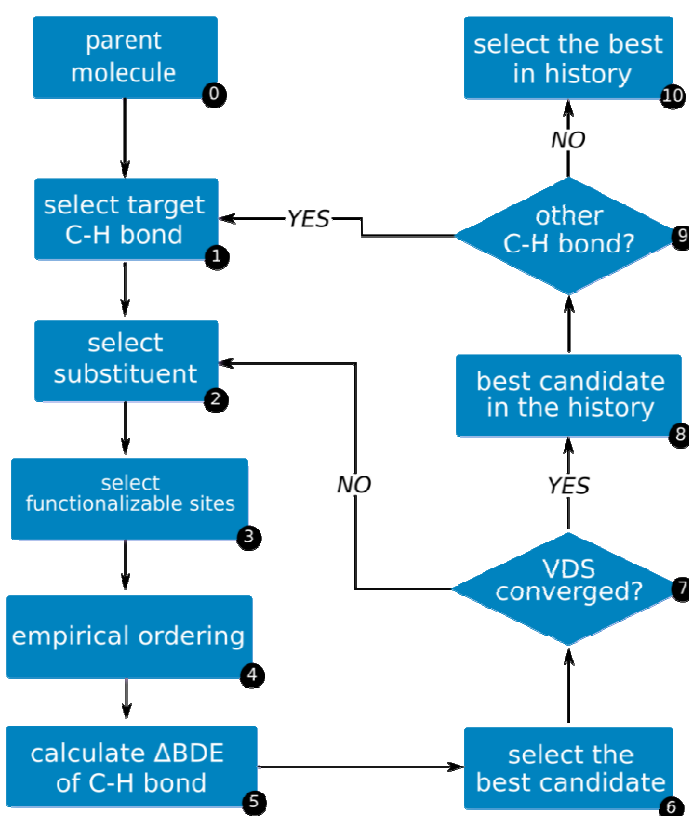 parent
molecule
0
select target
C-H bond
1
select
substituent
2
select
functionalizable sites
3
empirical ordering
4
calculate ΔBDE
of C-H bond
5
select the
best candidate
6
VDS
converged?
7
NO
YES
best candidate
in the history
8
other
C-H bond?
9
YES
NO
select the best
in history
10